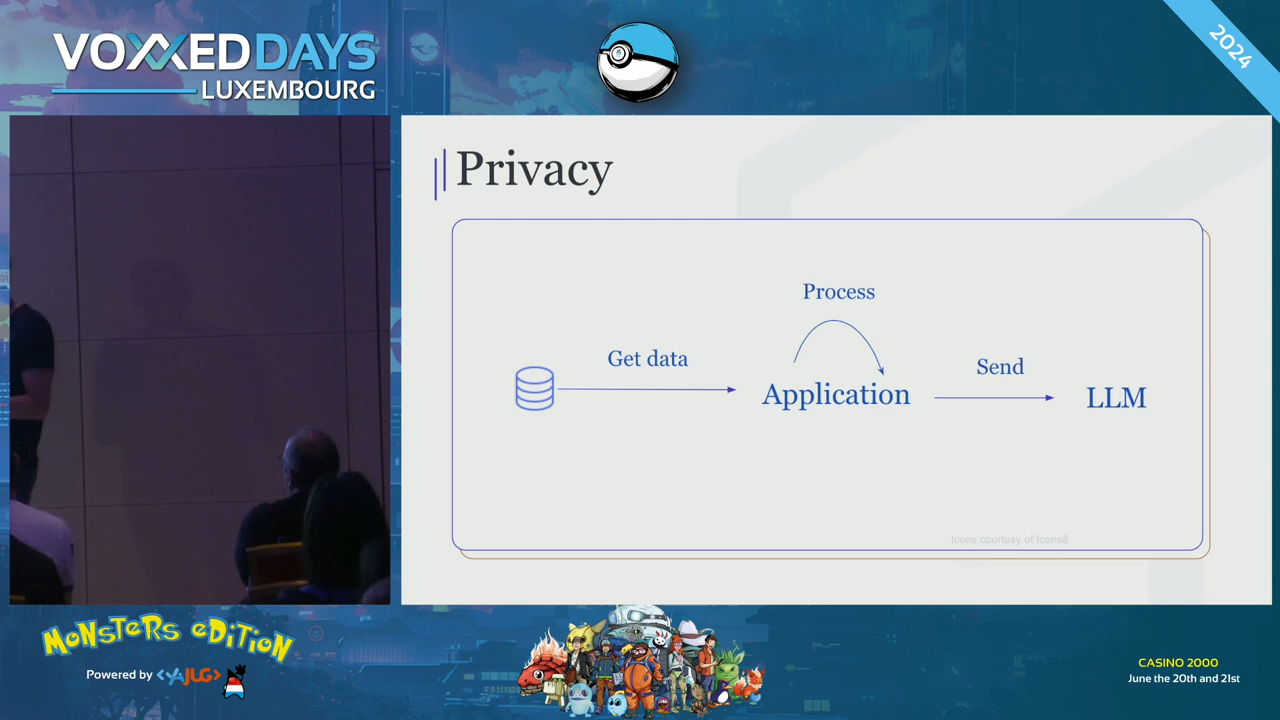 VOXXEDDAYS
LUXEMBOURG
2024
Privacy
Process
Get data
Send
Application
LLM
Icons courtesy of Icons8
MONSTERS EDITION
Powered by <YAJUG>
CASINO 2000
June the 20th and 21st